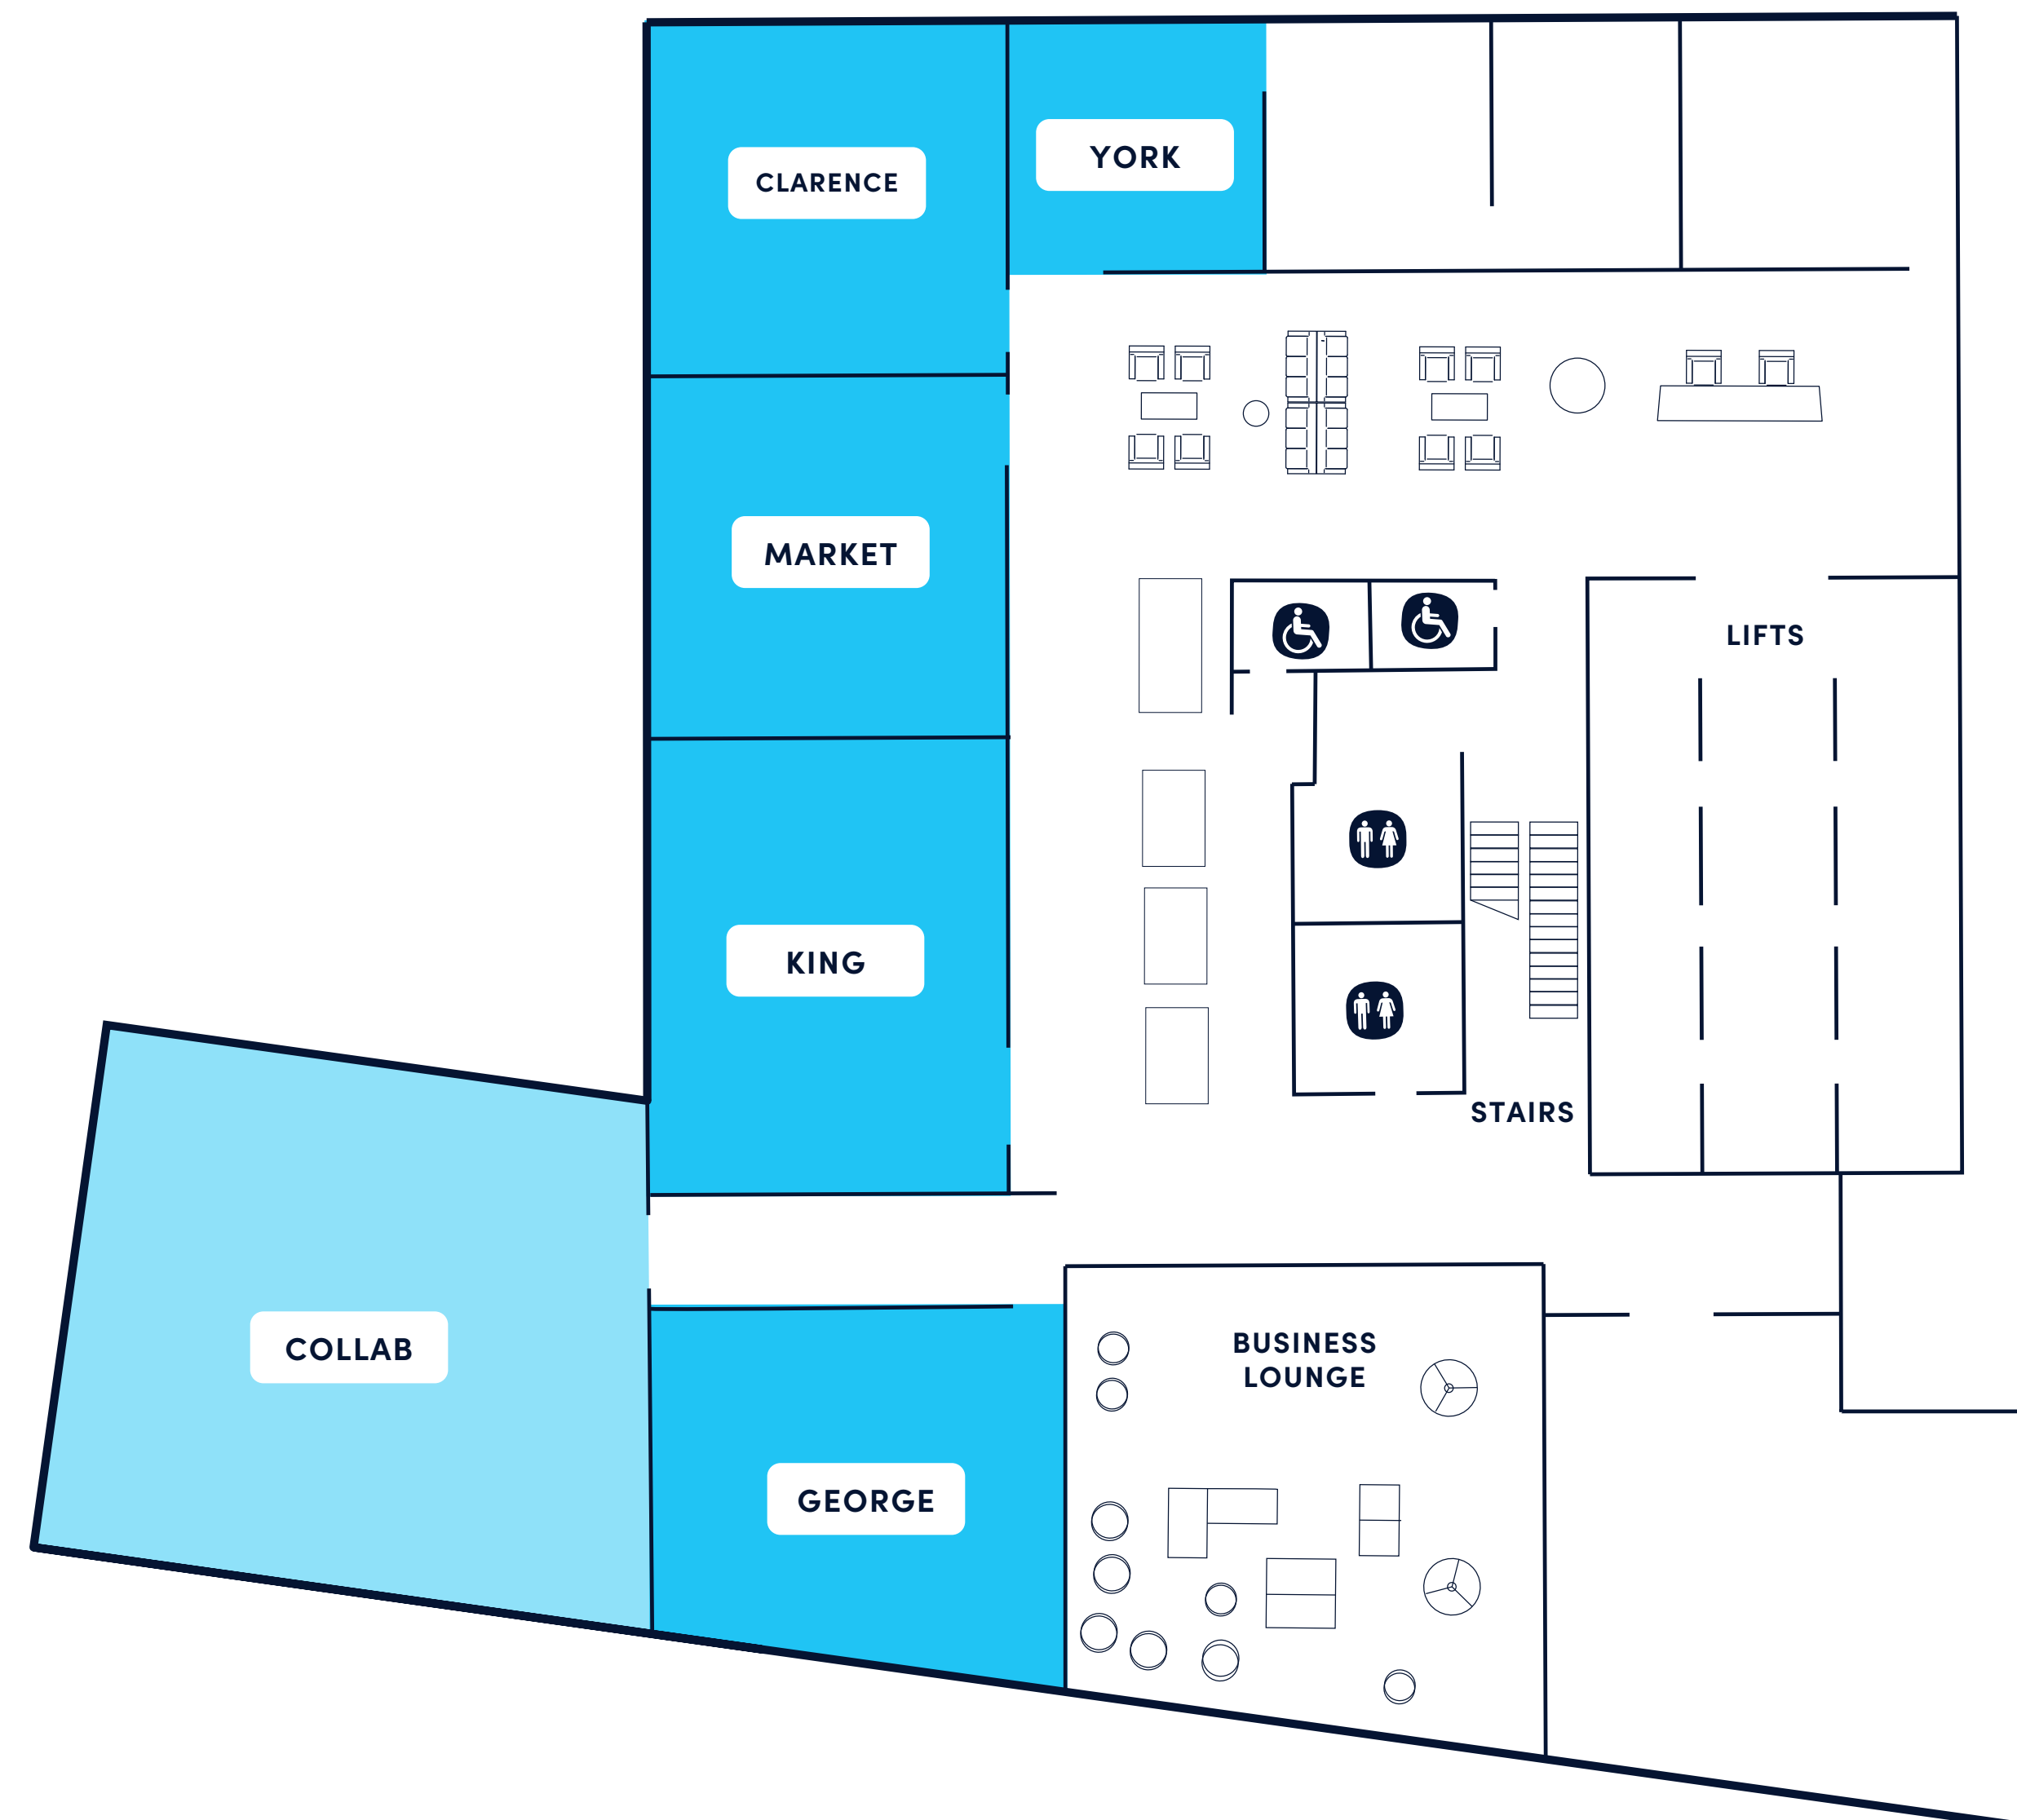 YORK
CLARENCE
MARKET
LIFTS
KING
STAIRS
COLLAB
BUSINESS
LOUNGE
GEORGE